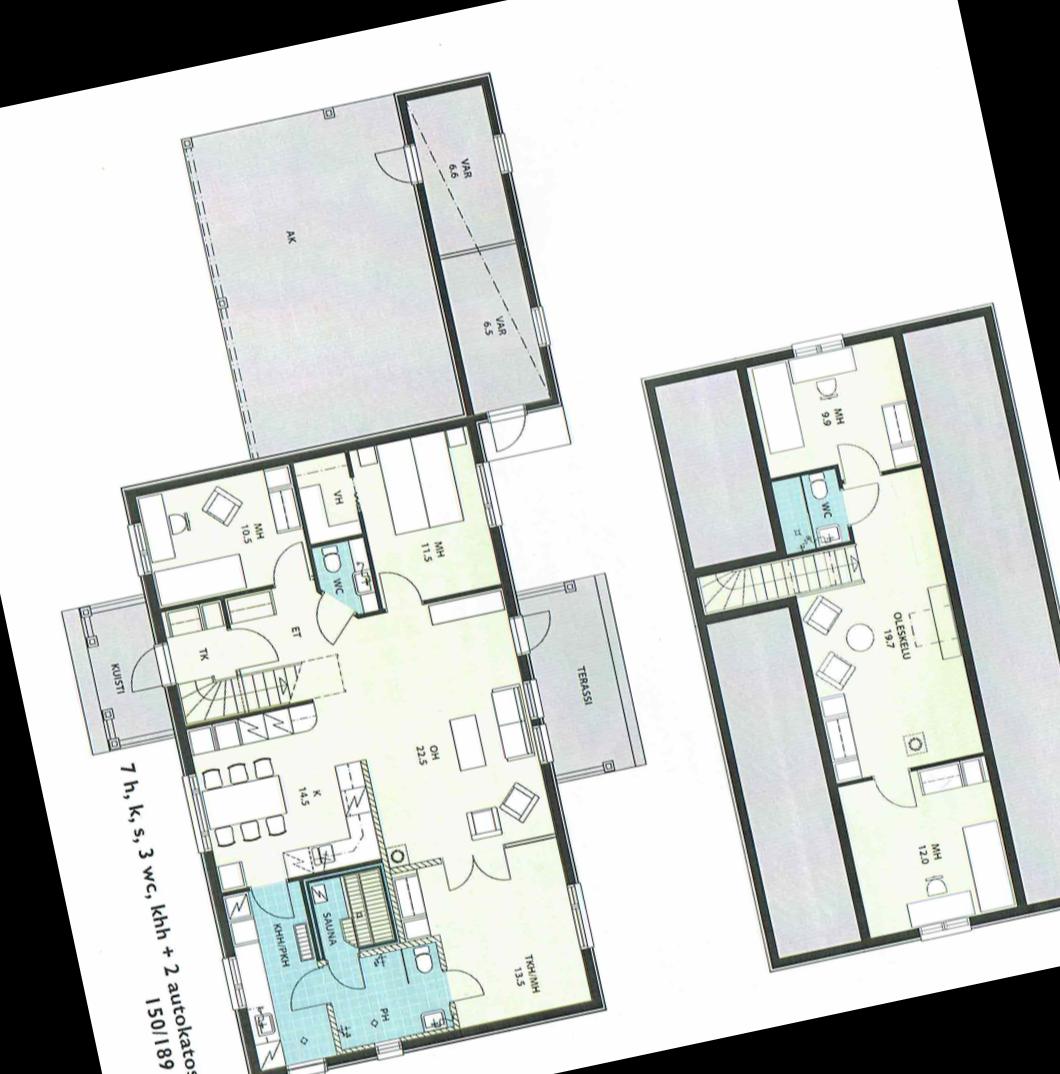 VAR
6.6
VAR
6.5
AK
MH
9.9
WC
OLESKELU
19.7
MH
12.0
MH
11.5
VH
MH
10.5
WC
ET
TK
KUISTI
TERASSI
OH
22.5
K
14.5
SAUNA
KHH/PKH
PH
TKH/MH
13.5
7 h, k, s, 3 wc, khh + 2 autokatos
150/189